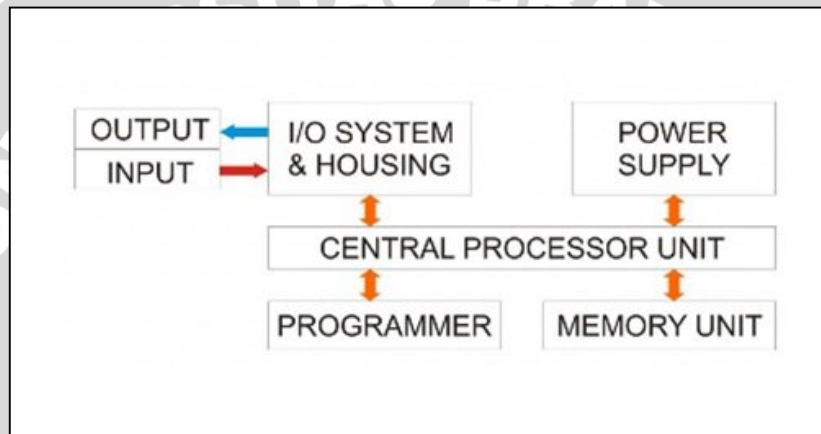 OUTPUT
INPUT
I/O SYSTEM
& HOUSING
POWER
SUPPLY
CENTRAL PROCESSOR UNIT
PROGRAMMER
MEMORY UNIT